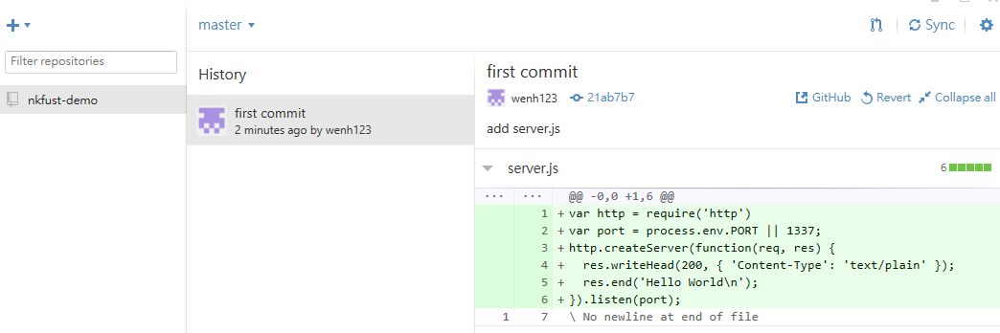 master
Sync
Filter repositories
nkfust-demo
History
first commit
2 minutes ago by wenh123
first commit
wenh123 21ab7b7 GitHub Revert Collapse all
add server.js
server.js 6
... ... @@ -0,0 +1,6 @@
1 + var http = require('http')
2 + var port = process.env.PORT || 1337;
3 + http.createServer(function(req, res) {
4 +   res.writeHead(200, { 'Content-Type': 'text/plain' });
5 +   res.end('Hello World\n');
6 + }).listen(port);
1 7 \ No newline at end of file